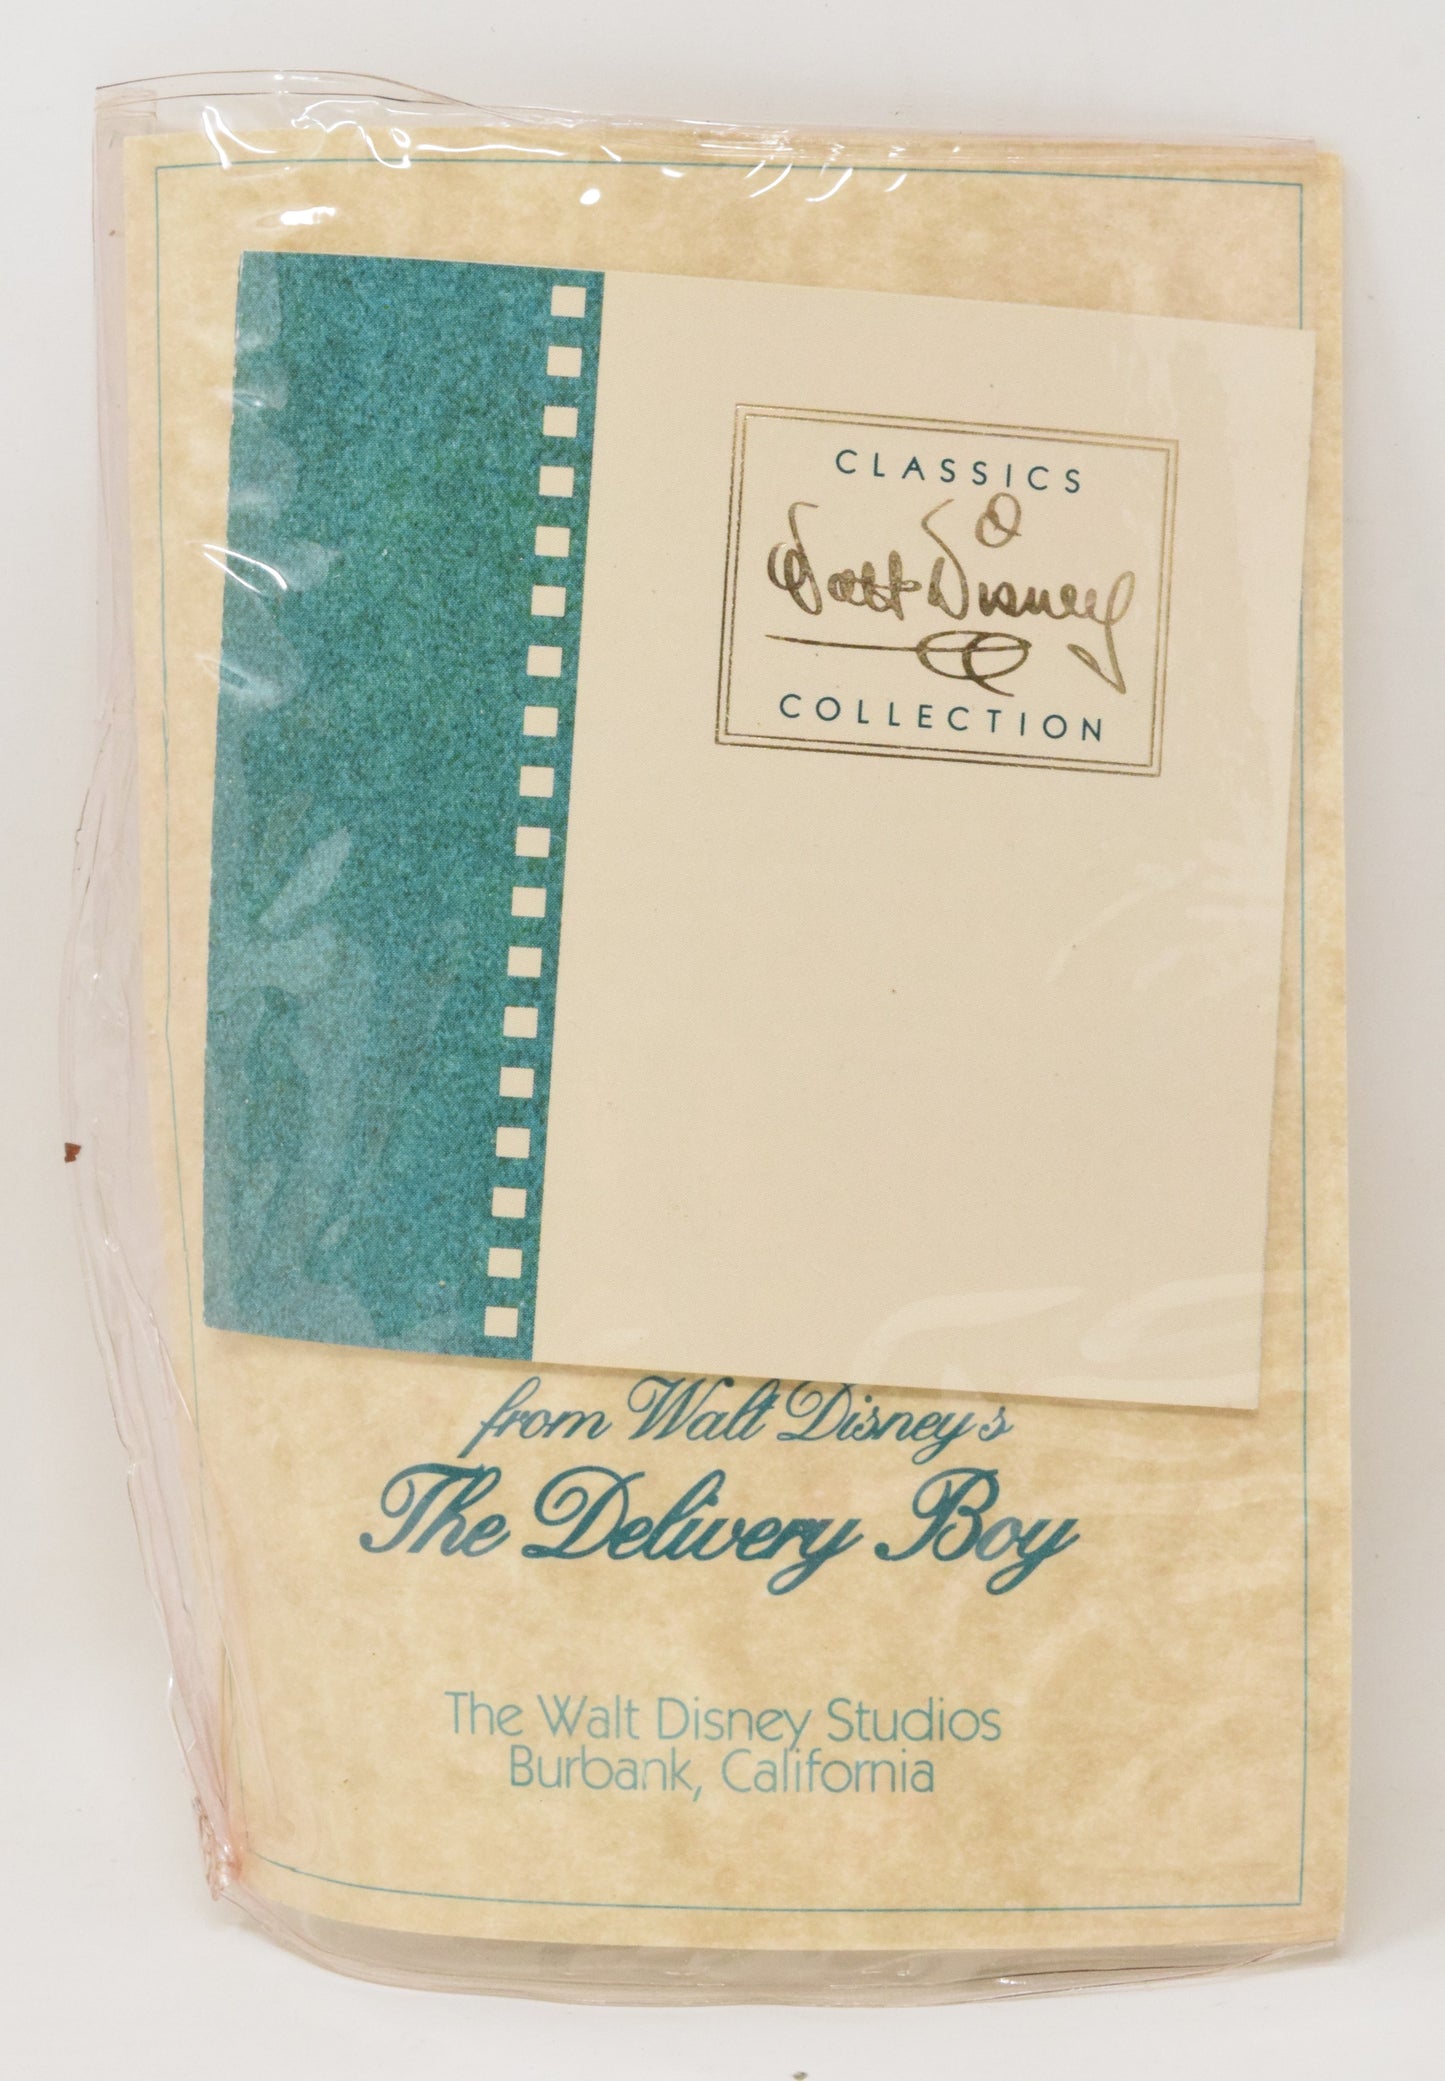 CLASSICS
Walt Disney
COLLECTION
from Walt Disney's
The Delivery Boy
The Walt Disney Studios
Burbank, California